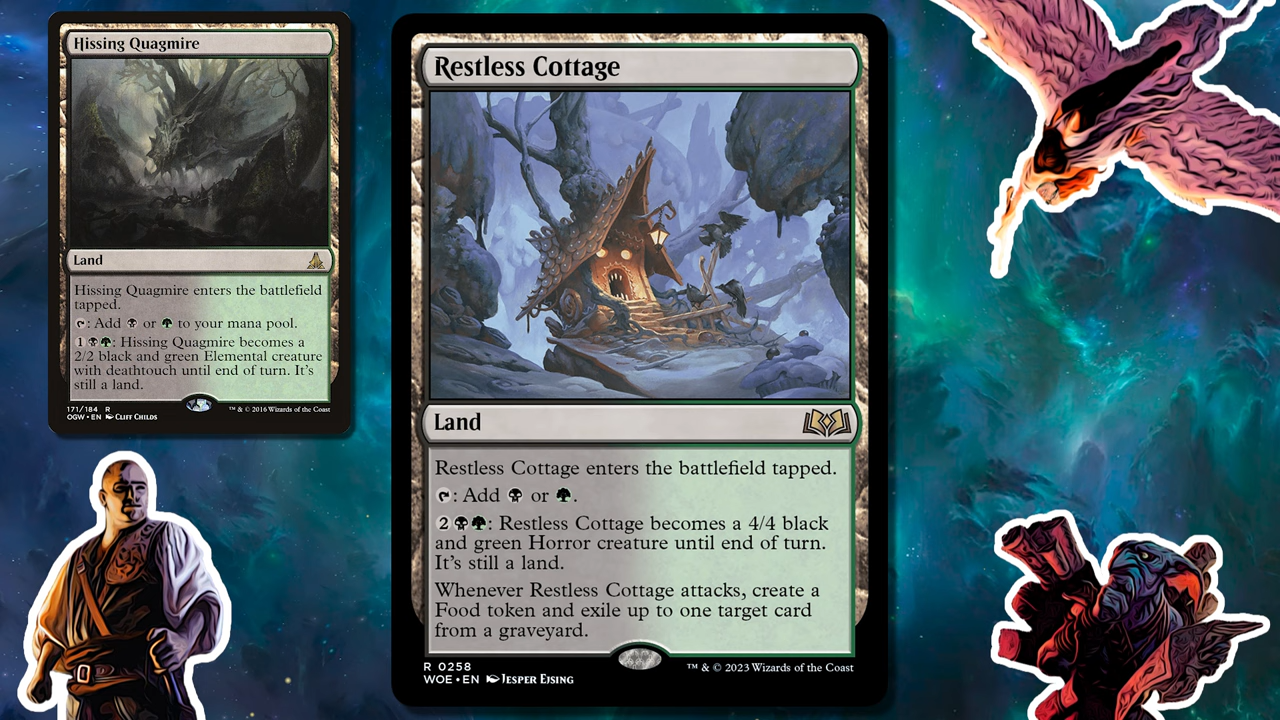 Hissing Quagmire
Land
Hissing Quagmire enters the battlefield
tapped.
: Add or to your mana pool.
1 : Hissing Quagmire becomes a
2/2 black and green Elemental creature
with deathtouch until end of turn. It's
still a land.
171/184 R
OGW • EN Cliff Childs
™ & © 2016 Wizards of the Coast
Restless Cottage
Land
Restless Cottage enters the battlefield tapped.
: Add or .
2 : Restless Cottage becomes a 4/4 black
and green Horror creature until end of turn.
It's still a land.
Whenever Restless Cottage attacks, create a
Food token and exile up to one target card
from a graveyard.
R 0258
WOE • EN Jesper Ejsing
™ & © 2023 Wizards of the Coast